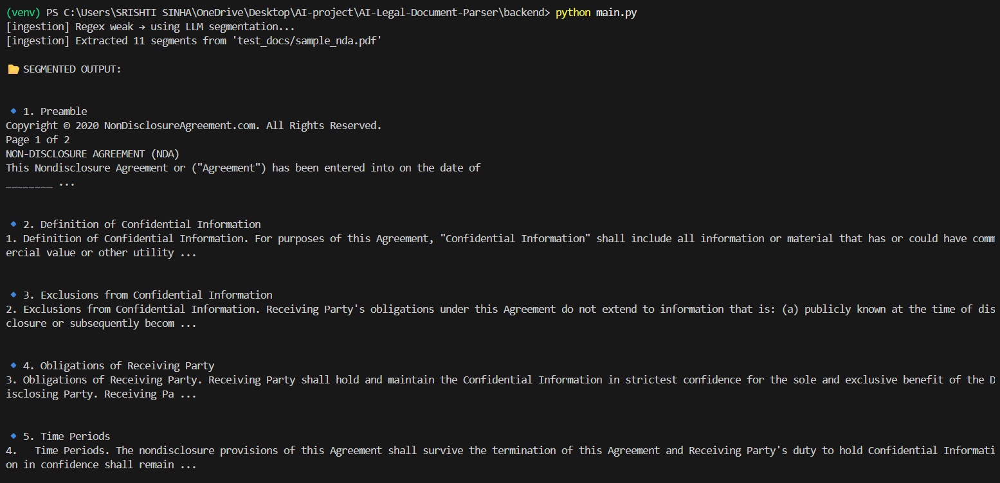 (venv) PS C:\Users\SRISHTI SINHA\OneDrive\Desktop\AI-project\AI-Legal-Document-Parser\backend> python main.py
[ingestion] Regex weak → using LLM segmentation...
[ingestion] Extracted 11 segments from 'test_docs/sample_nda.pdf'
📂 SEGMENTED OUTPUT:
🔹 1. Preamble
Copyright © 2020 NonDisclosureAgreement.com. All Rights Reserved.
Page 1 of 2
NON-DISCLOSURE AGREEMENT (NDA)
This Nondisclosure Agreement or ("Agreement") has been entered into on the date of
________ ...
🔹 2. Definition of Confidential Information
1. Definition of Confidential Information. For purposes of this Agreement, "Confidential Information" shall include all information or material that has or could have comm
ercial value or other utility ...
🔹 3. Exclusions from Confidential Information
2. Exclusions from Confidential Information. Receiving Party's obligations under this Agreement do not extend to information that is: (a) publicly known at the time of dis
closure or subsequently becom ...
🔹 4. Obligations of Receiving Party
3. Obligations of Receiving Party. Receiving Party shall hold and maintain the Confidential Information in strictest confidence for the sole and exclusive benefit of the D
isclosing Party. Receiving Pa ...
🔹 5. Time Periods
4.   Time Periods. The nondisclosure provisions of this Agreement shall survive the termination of this Agreement and Receiving Party's duty to hold Confidential Informati
on in confidence shall remain ...